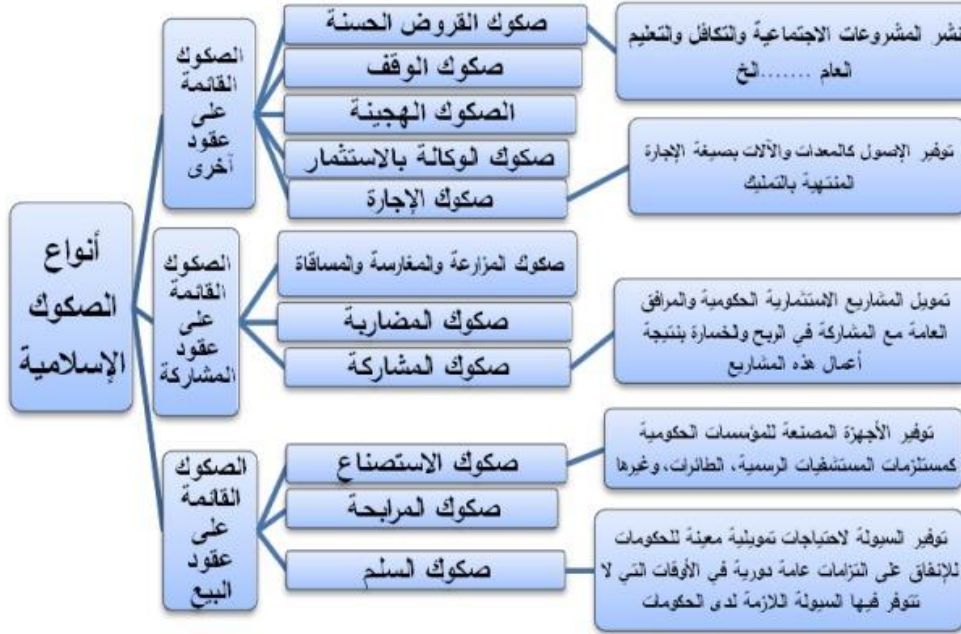 أنواع
الصكوك
الإسلامية
الصكوك
القائمة
على
عقود
آخرى
صكوك القروض الحسنة
نشر المشروعات الاجتماعية والتكافل والتعليم
العام .......الخ
صكوك الوقف
الصكوك الهجينة
صكوك الوكالة بالاستثمار
صكوك الإجارة
توفير الإصول كالمعدات والآلات بصيغة الإجارة
المنتهية بالتمليك
الصكوك
القائمة
على
عقود
المشاركة
صكوك المزارعة والمغارسة والمساقاة
صكوك المضاربة
صكوك المشاركة
تمويل المشاريع الاستثمارية الحكومية والمرافق
العامة مع المشاركة في الربح والخسارة بنتيجة
أعمال هذه المشاريع
الصكوك
القائمة
على
عقود
البيع
صكوك الاستصناع
توفير الأجهزة المصنعة للمؤسسات الحكومية
كمستلزمات المستشفيات الرسمية، الطائرات، وغيرها
صكوك المرابحة
صكوك السلم
توفير السيولة لاحتياجات تمويلية معينة للحكومات
للإنفاق على التزامات عامة دورية في الأوقات التي لا
تتوفر فيها السيولة اللازمة لدى الحكومات